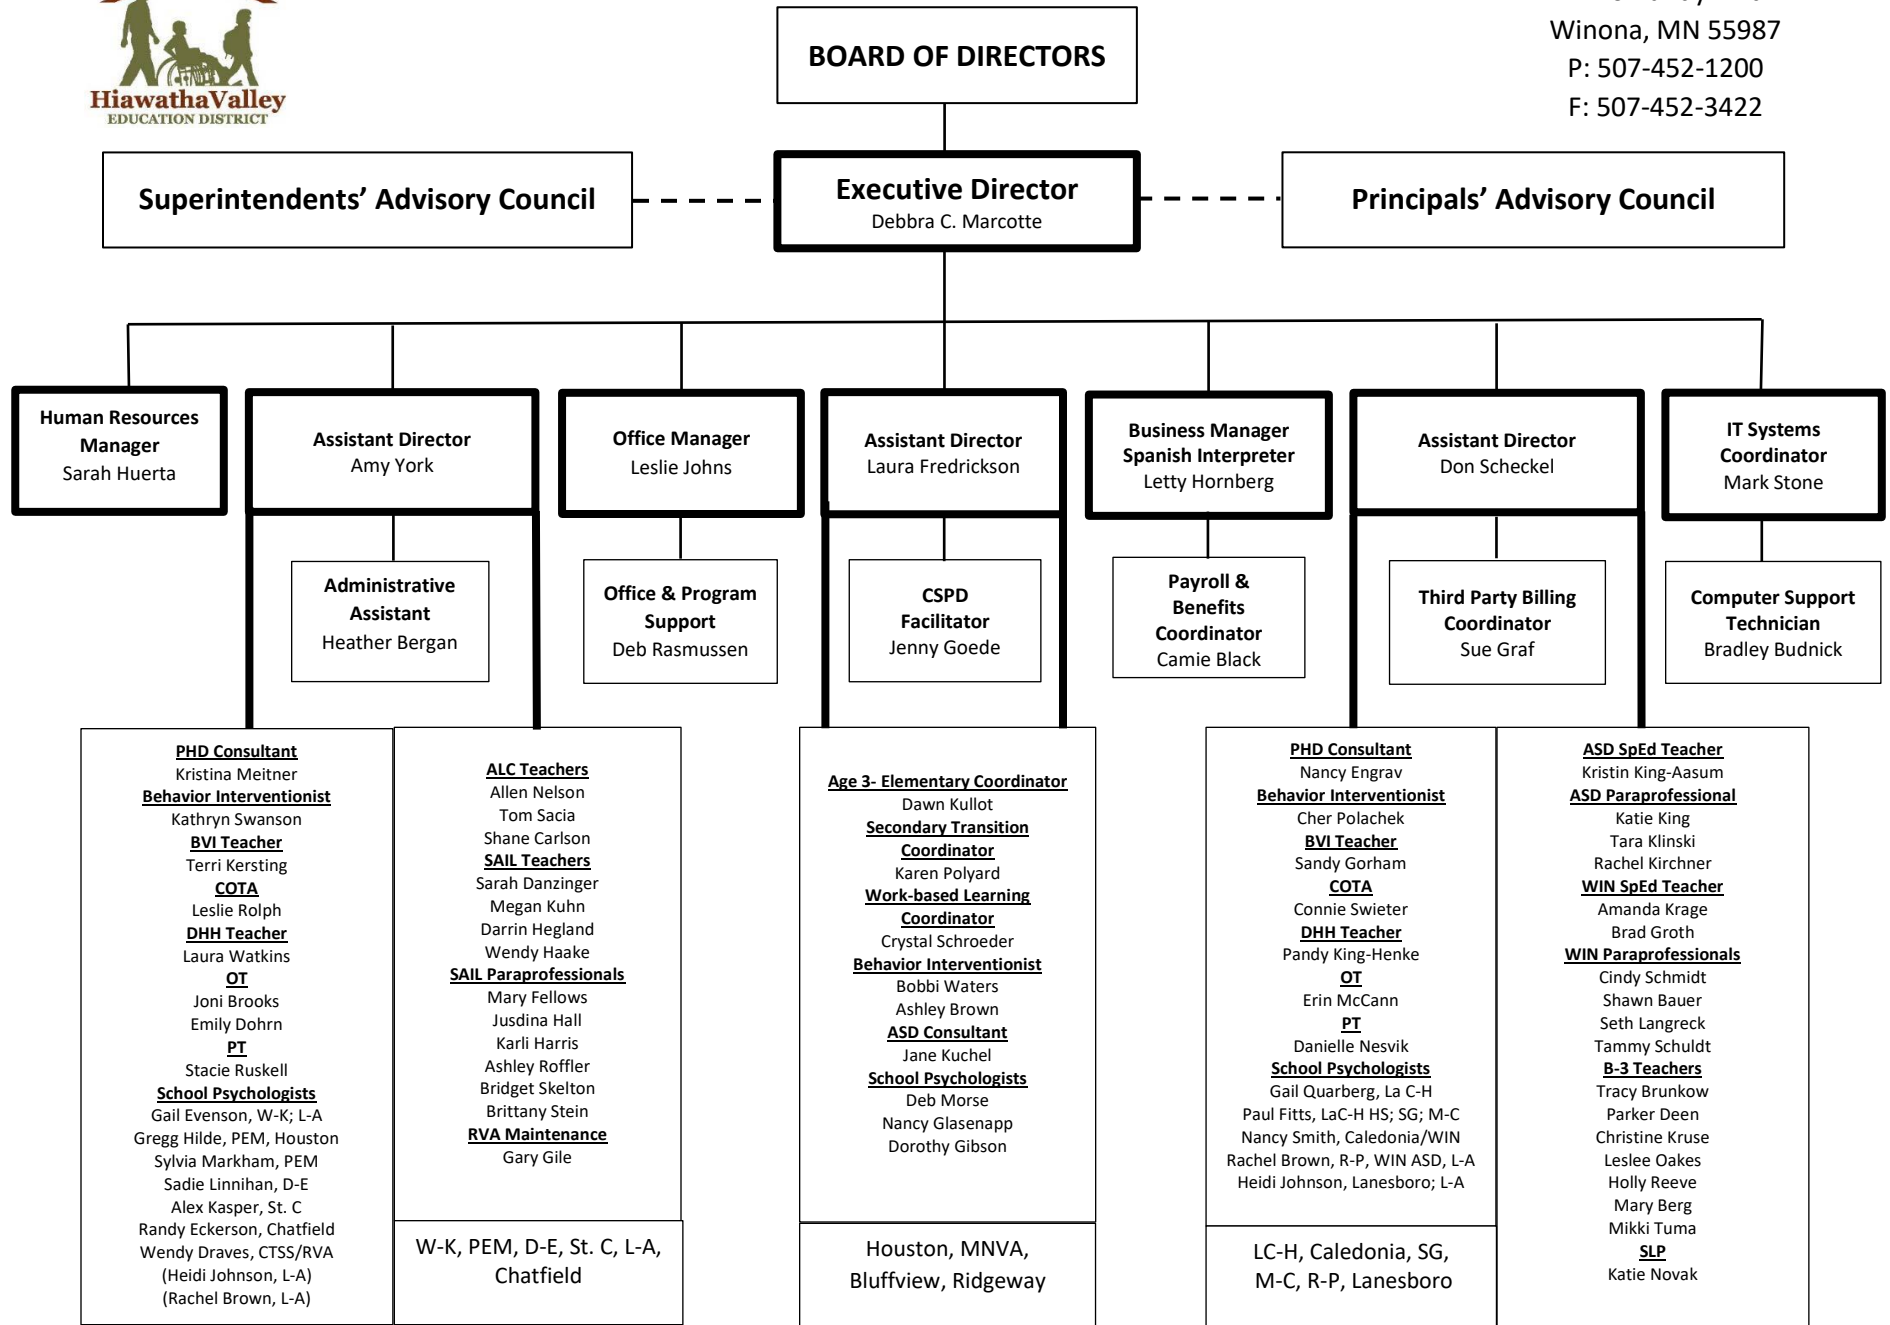 HiawathaValley
EDUCATION DISTRICT
Winona, MN 55987
P: 507-452-1200
F: 507-452-3422
BOARD OF DIRECTORS
Superintendents’ Advisory Council
Executive Director
Debbra C. Marcotte
Principals’ Advisory Council
Human Resources
Manager
Sarah Huerta
Assistant Director
Amy York
Office Manager
Leslie Johns
Assistant Director
Laura Fredrickson
Business Manager
Spanish Interpreter
Letty Hornberg
Assistant Director
Don Scheckel
IT Systems
Coordinator
Mark Stone
Administrative
Assistant
Heather Bergan
Office & Program
Support
Deb Rasmussen
CSPD
Facilitator
Jenny Goede
Payroll &
Benefits
Coordinator
Camie Black
Third Party Billing
Coordinator
Sue Graf
Computer Support
Technician
Bradley Budnick
PHD Consultant
Kristina Meitner
Behavior Interventionist
Kathryn Swanson
BVI Teacher
Terri Kersting
COTA
Leslie Rolph
DHH Teacher
Laura Watkins
OT
Joni Brooks
Emily Dohrn
PT
Stacie Ruskell
School Psychologists
Gail Evenson, W-K; L-A
Gregg Hilde, PEM, Houston
Sylvia Markham, PEM
Sadie Linnihan, D-E
Alex Kasper, St. C
Randy Eckerson, Chatfield
Wendy Draves, CTSS/RVA
(Heidi Johnson, L-A)
(Rachel Brown, L-A)
ALC Teachers
Allen Nelson
Tom Sacia
Shane Carlson
SAIL Teachers
Sarah Danzinger
Megan Kuhn
Darrin Hegland
Wendy Haake
SAIL Paraprofessionals
Mary Fellows
Jusdina Hall
Karli Harris
Ashley Roffler
Bridget Skelton
Brittany Stein
RVA Maintenance
Gary Gile
W-K, PEM, D-E, St. C, L-A,
Chatfield
Age 3- Elementary Coordinator
Dawn Kullot
Secondary Transition
Coordinator
Karen Polyard
Work-based Learning
Coordinator
Crystal Schroeder
Behavior Interventionist
Bobbi Waters
Ashley Brown
ASD Consultant
Jane Kuchel
School Psychologists
Deb Morse
Nancy Glasenapp
Dorothy Gibson
Houston, MNVA,
Bluffview, Ridgeway
PHD Consultant
Nancy Engrav
Behavior Interventionist
Cher Polachek
BVI Teacher
Sandy Gorham
COTA
Connie Swieter
DHH Teacher
Pandy King-Henke
OT
Erin McCann
PT
Danielle Nesvik
School Psychologists
Gail Quarberg, La C-H
Paul Fitts, LaC-H HS; SG; M-C
Nancy Smith, Caledonia/WIN
Rachel Brown, R-P, WIN ASD, L-A
Heidi Johnson, Lanesboro; L-A
LC-H, Caledonia, SG,
M-C, R-P, Lanesboro
ASD SpEd Teacher
Kristin King-Aasum
ASD Paraprofessional
Katie King
Tara Klinski
Rachel Kirchner
WIN SpEd Teacher
Amanda Krage
Brad Groth
WIN Paraprofessionals
Cindy Schmidt
Shawn Bauer
Seth Langreck
Tammy Schuldt
B-3 Teachers
Tracy Brunkow
Parker Deen
Christine Kruse
Leslee Oakes
Holly Reeve
Mary Berg
Mikki Tuma
SLP
Katie Novak